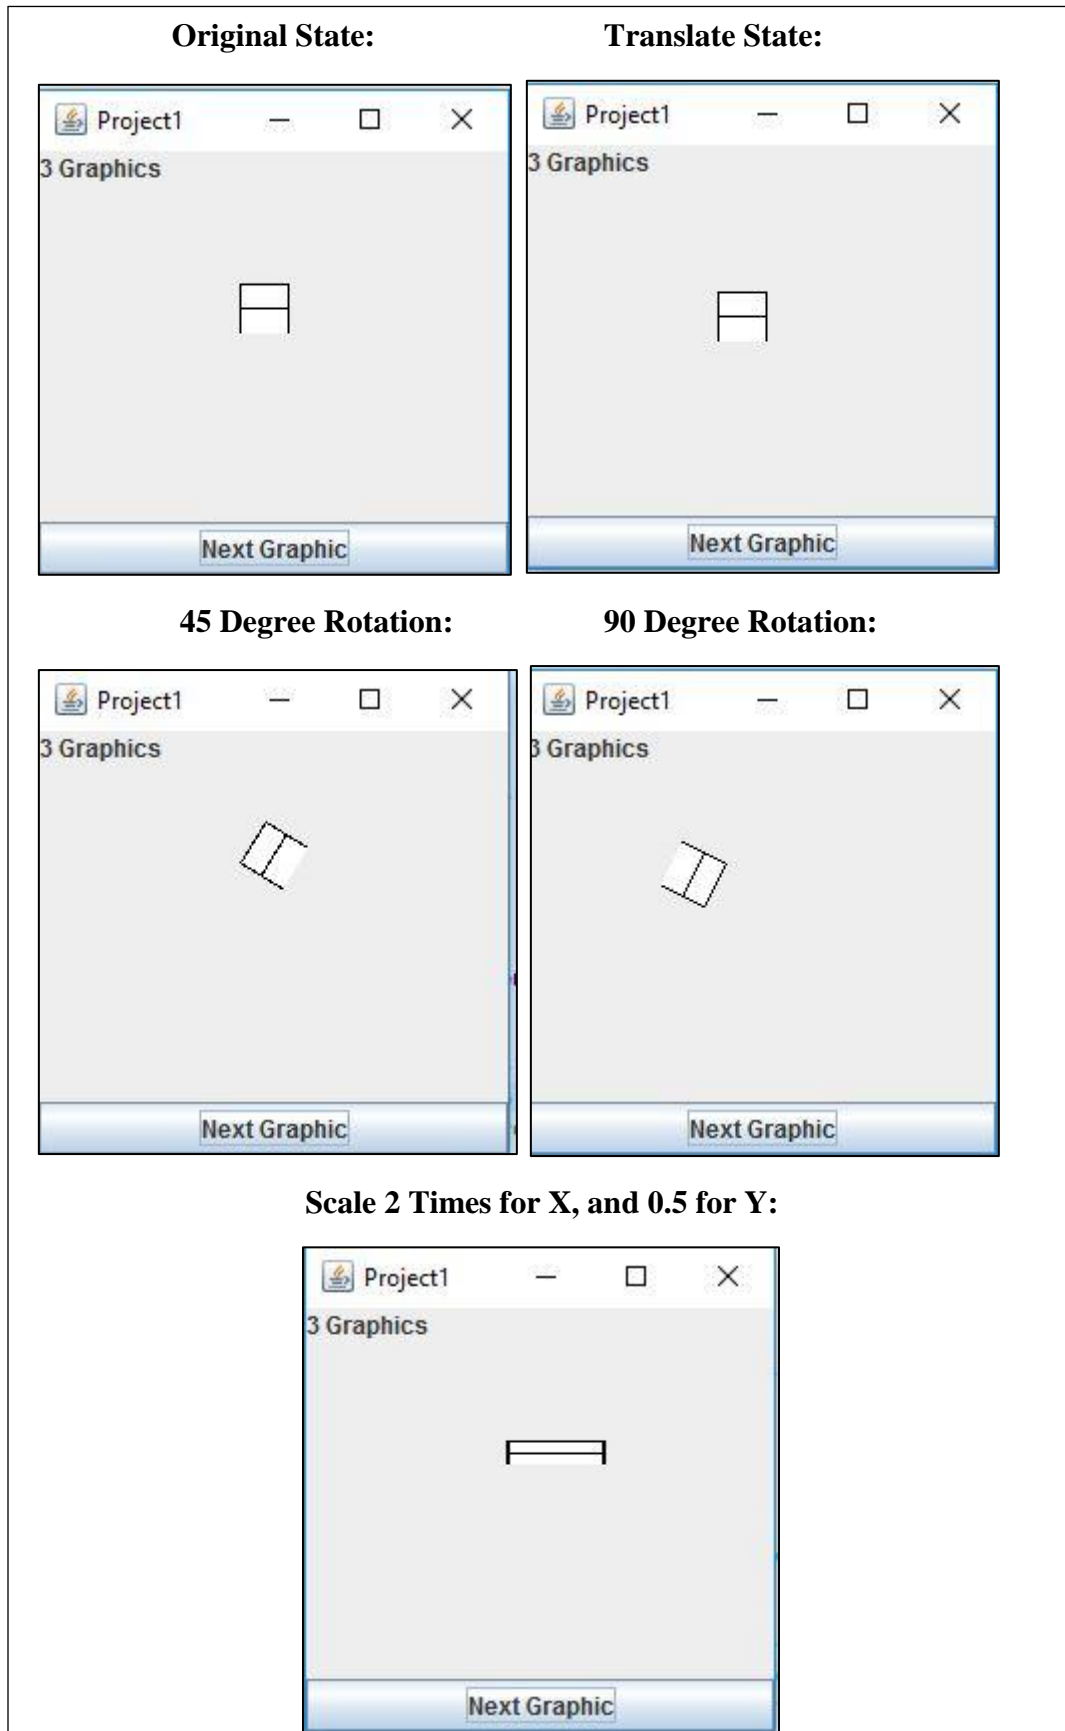 Original State:
Translate State:
Project1
3 Graphics
Next Graphic
Project1
3 Graphics
Next Graphic
45 Degree Rotation:
90 Degree Rotation:
Project1
3 Graphics
Next Graphic
Project1
3 Graphics
Next Graphic
Scale 2 Times for X, and 0.5 for Y:
Project1
3 Graphics
Next Graphic